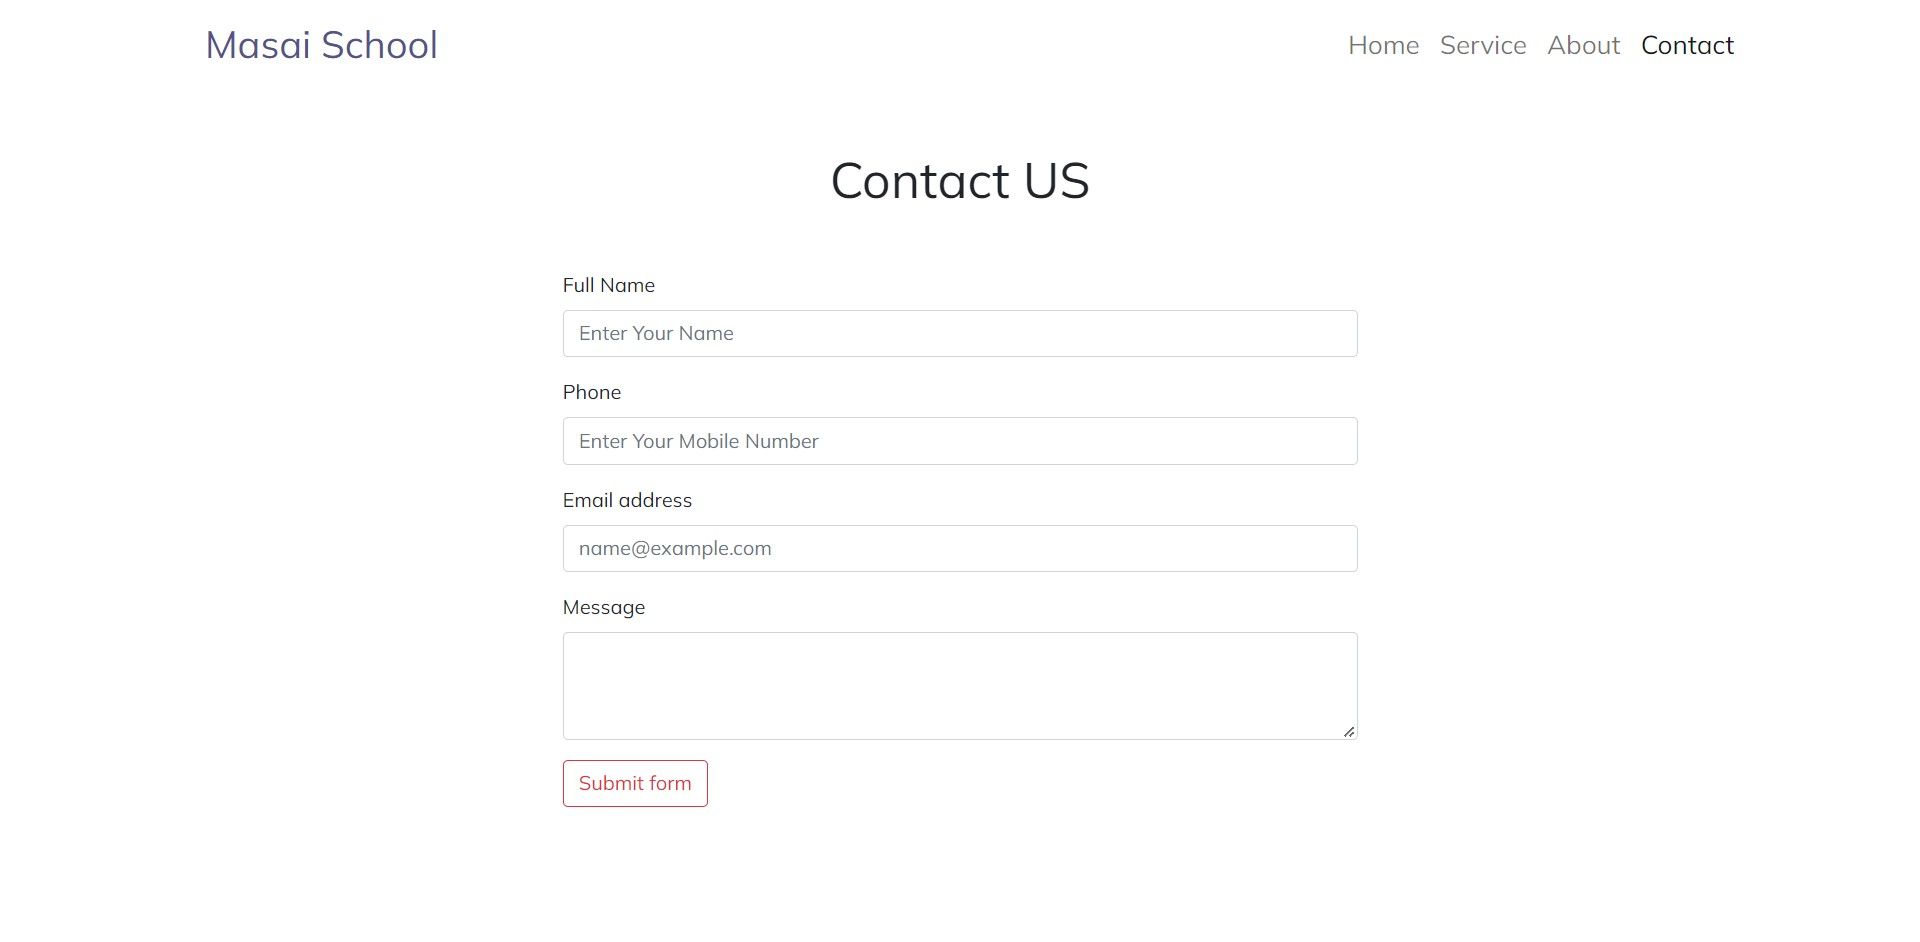 Masai School
Home Service About Contact
Contact US
Full Name
Enter Your Name
Phone
Enter Your Mobile Number
Email address
name@example.com
Message
Submit form